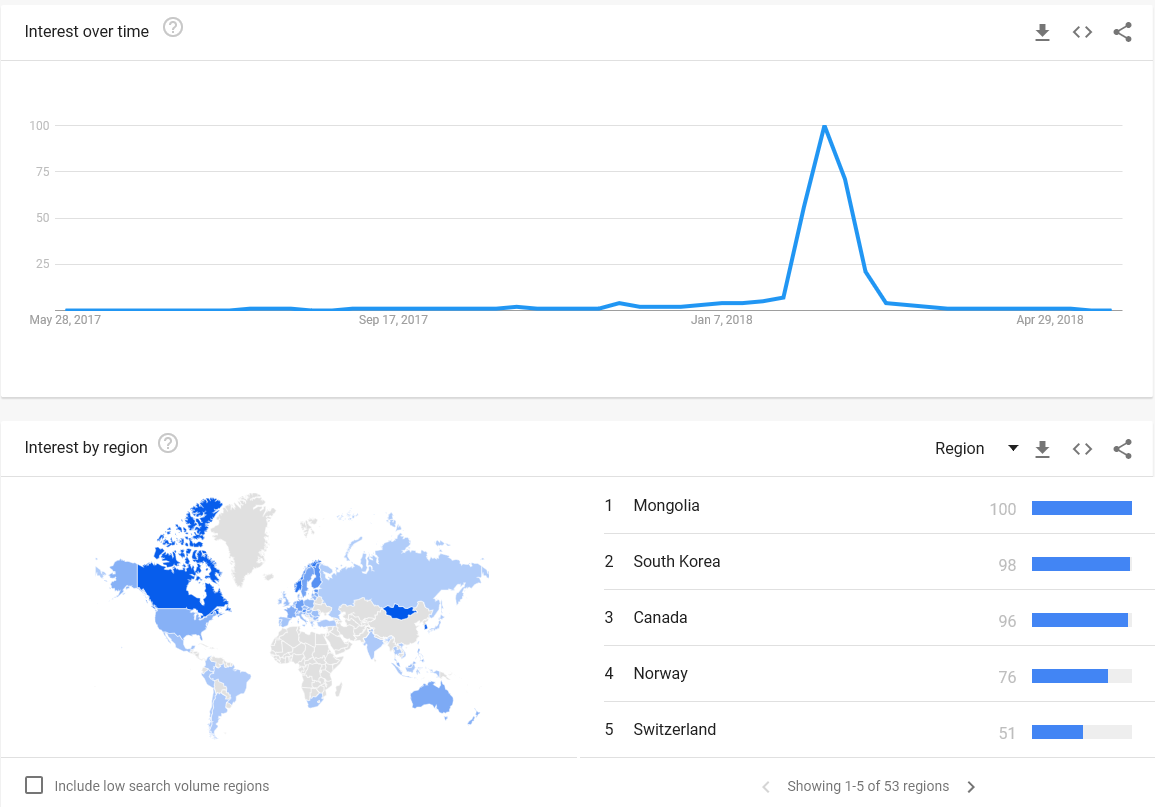 Interest over time ?
100
75
50
25
May 28, 2017 Sep 17, 2017 Jan 7, 2018 Apr 29, 2018
Interest by region ? Region
1 Mongolia 100
2 South Korea 98
3 Canada 96
4 Norway 76
5 Switzerland 51
Include low search volume regions Showing 1-5 of 53 regions